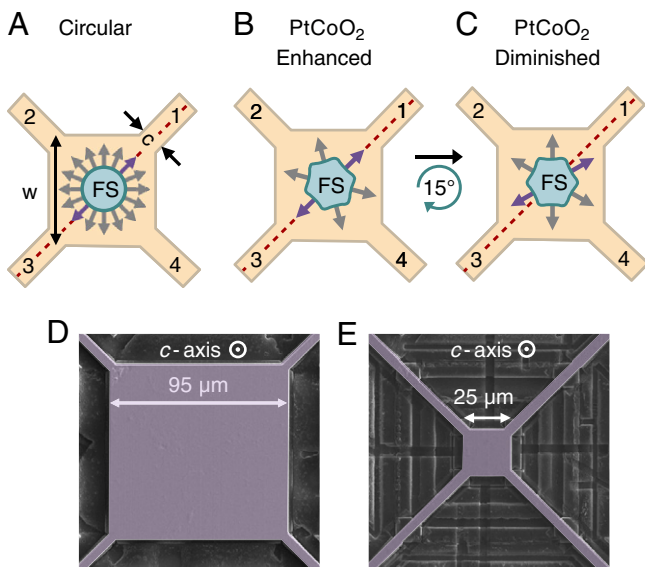 A
Circular
B
PtCoO₂
Enhanced
C
PtCoO₂
Diminished
2
1
c
w
FS
3
4
2
1
FS
3
4
15°
2
1
FS
3
4
D
c-axis
95 µm
E
c-axis
25 µm